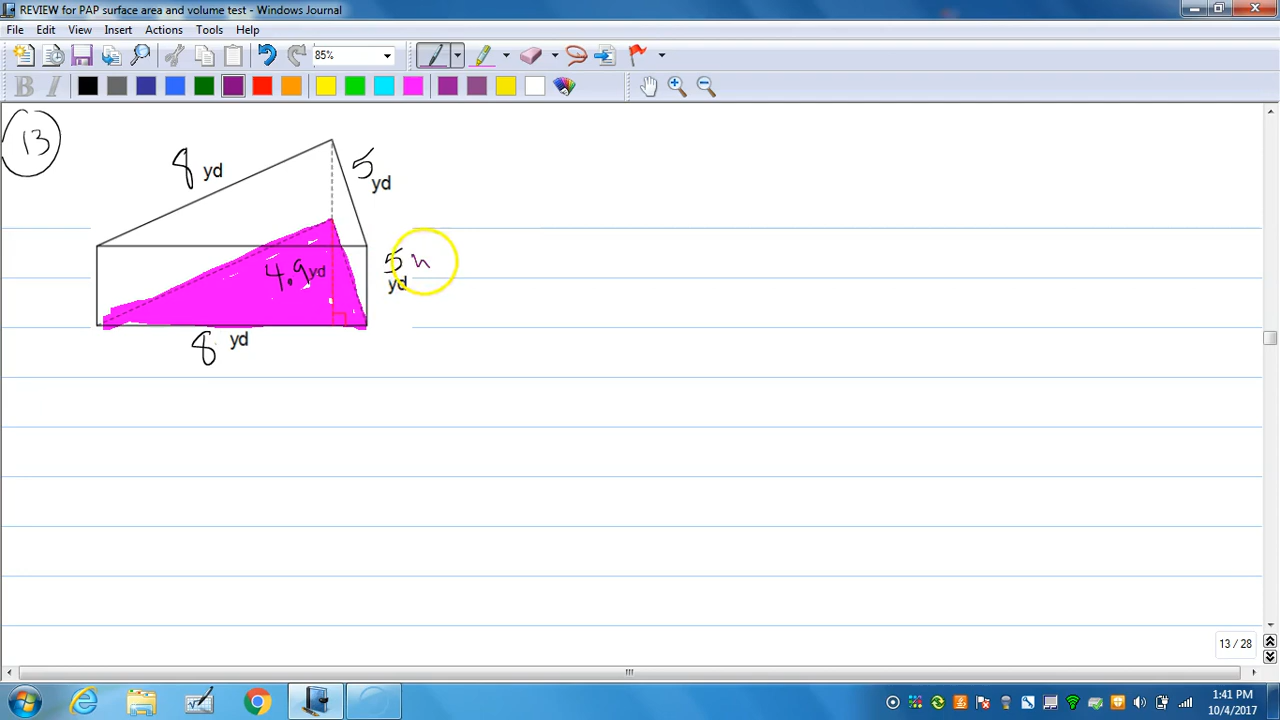 REVIEW for PAP surface area and volume test - Windows Journal
File Edit View Insert Actions Tools Help
85%
B I
13
8 yd
5 yd
4.9 yd
5 h
yd
8 yd
13 / 28
1:41 PM
10/4/2017